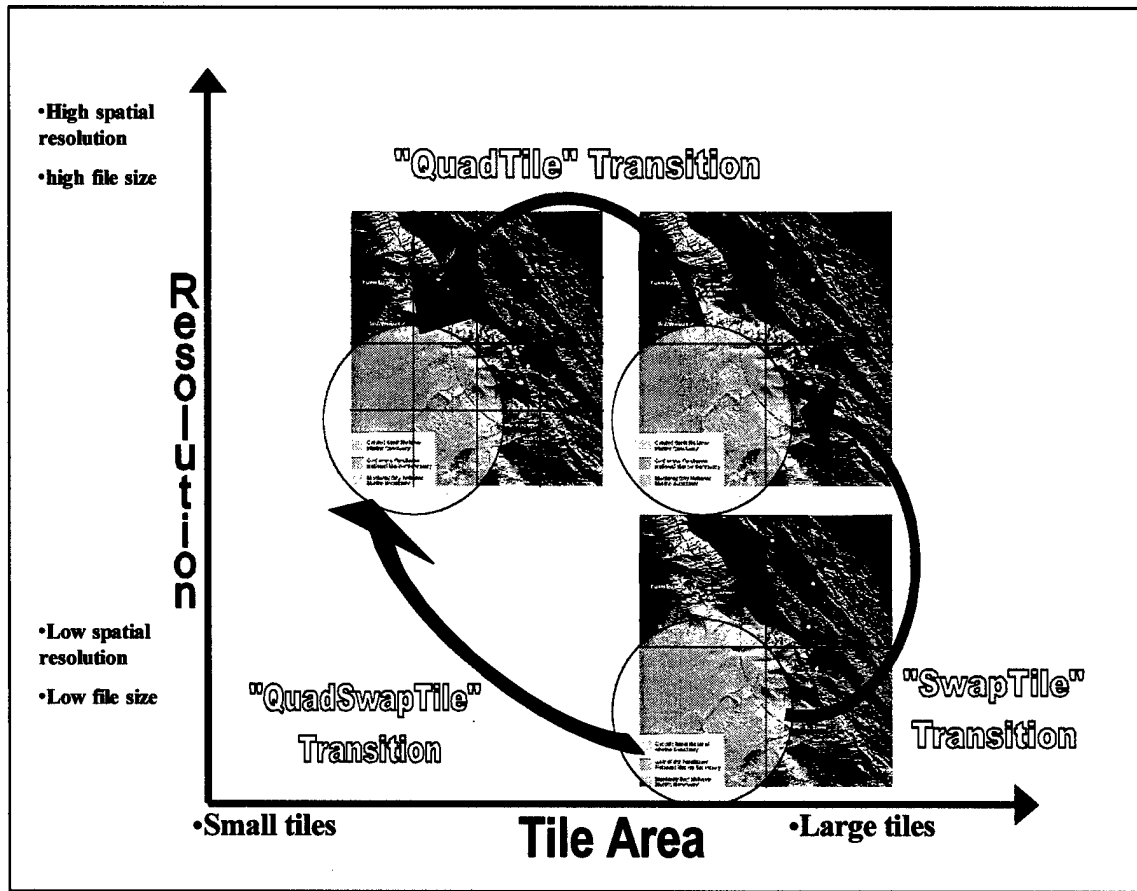 •High spatial
resolution
•high file size
"QuadTile" Transition
Resolution
•Low spatial
resolution
•Low file size
"QuadSwapTile"
Transition
"SwapTile"
Transition
•Small tiles
Tile Area
•Large tiles